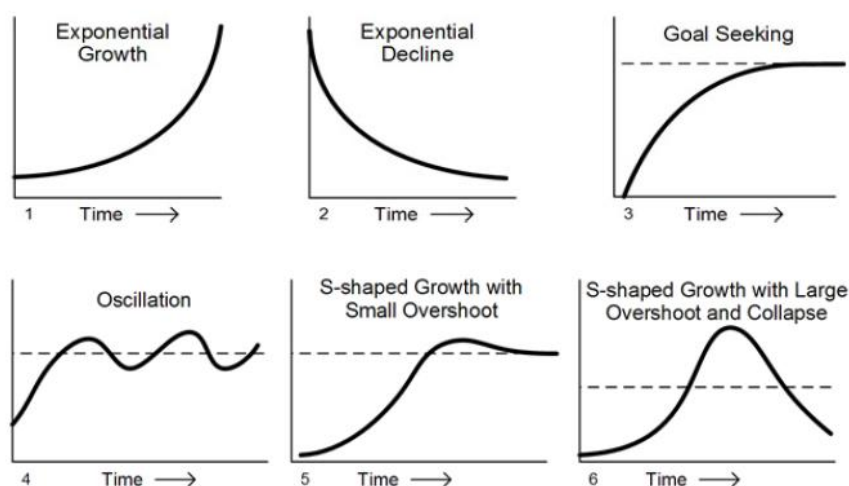 Exponential
Growth
1 Time
Exponential
Decline
2 Time
Goal Seeking
3 Time
Oscillation
4 Time
S-shaped Growth with
Small Overshoot
5 Time
S-shaped Growth with Large
Overshoot and Collapse
6 Time